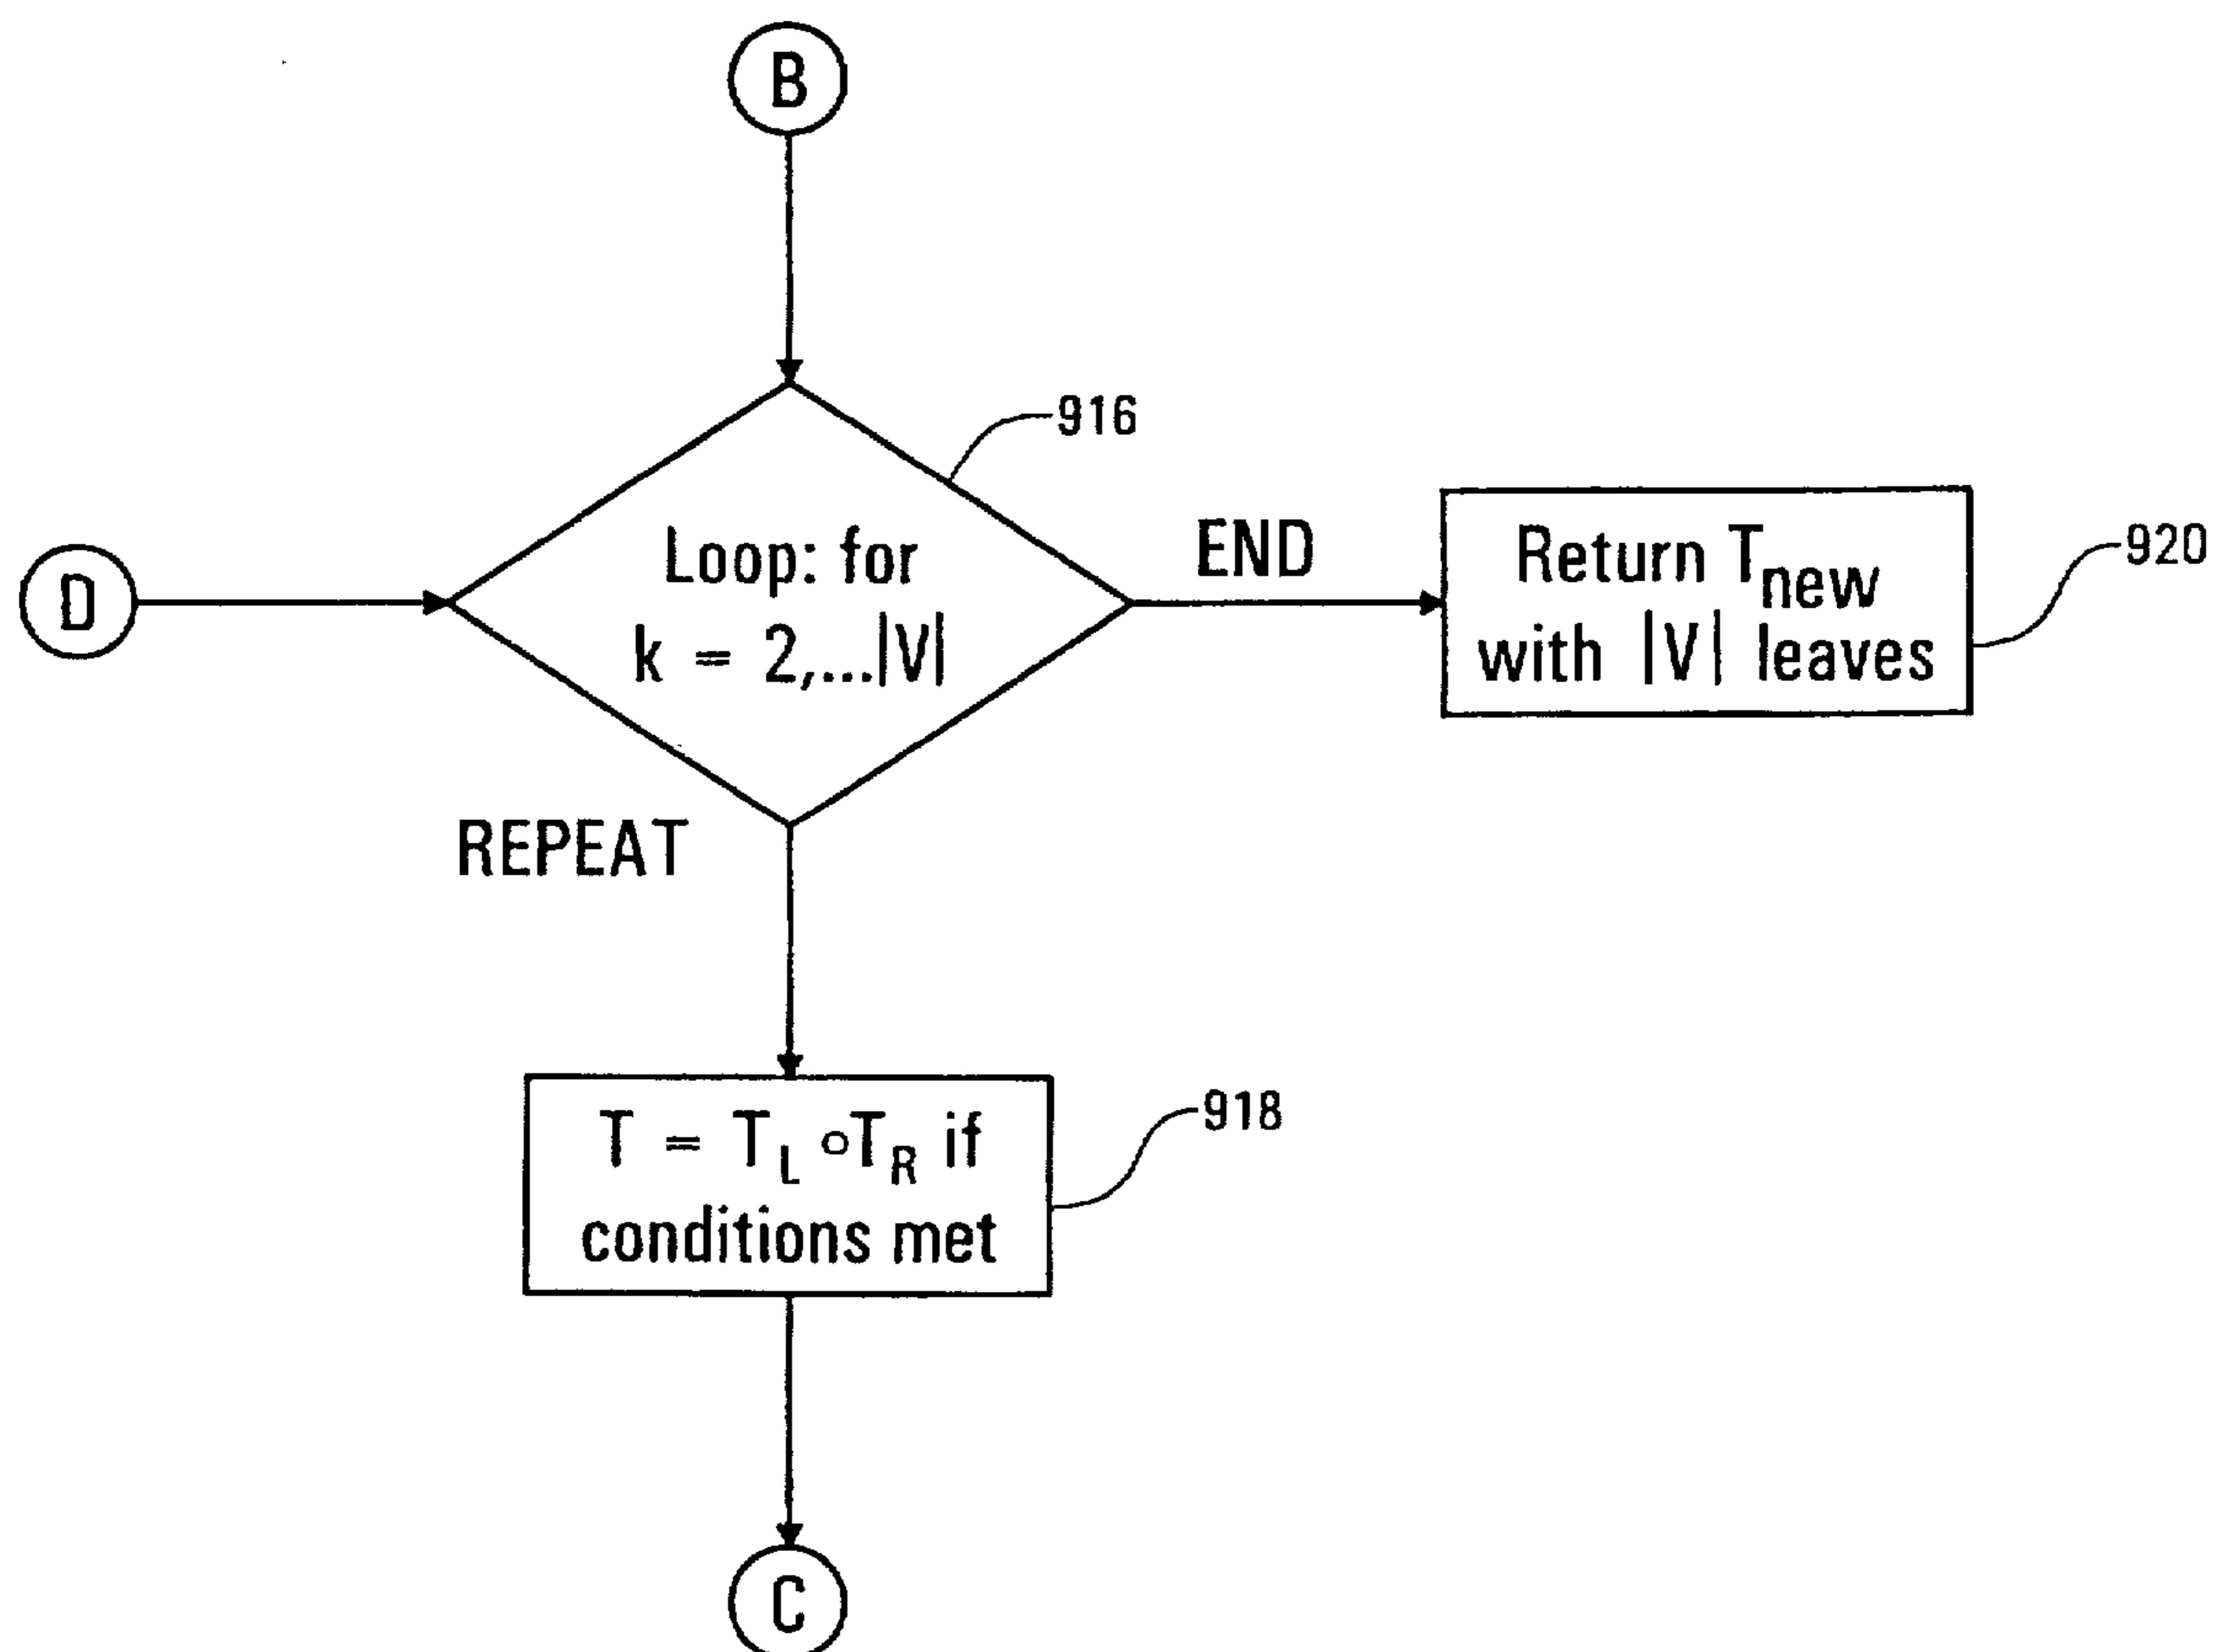 B
916
Loop: for
k = 2,...|V|
D
END
Return T_new
with |V| leaves
920
REPEAT
T = T_L ∘T_R if
conditions met
918
C